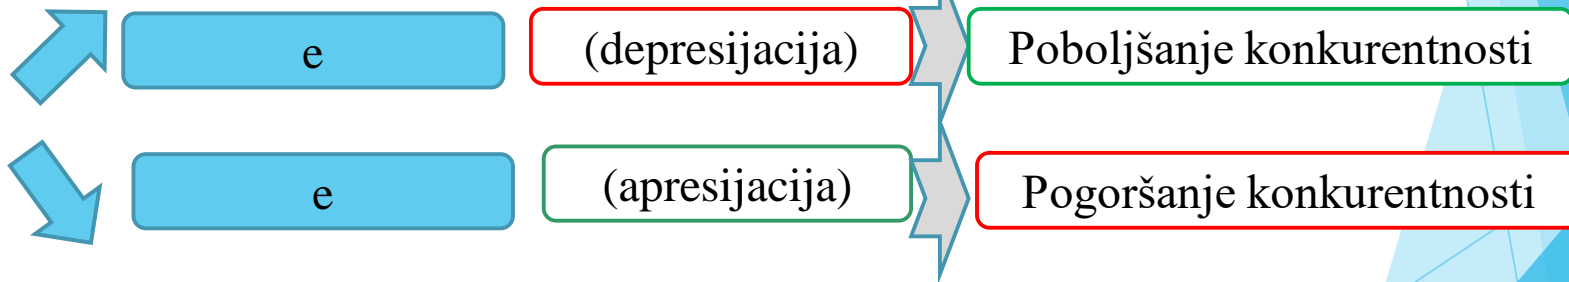 e (depresijacija) Poboljšanje konkurentnosti
e (apresijacija) Pogoršanje konkurentnosti